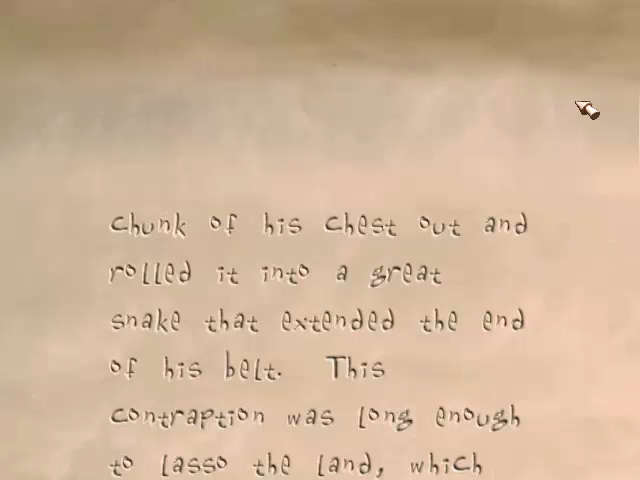 chunk of his chest out and
rolled it into a great
snake that extended the end
of his belt. This
contraption was long enough
to lasso the land, which